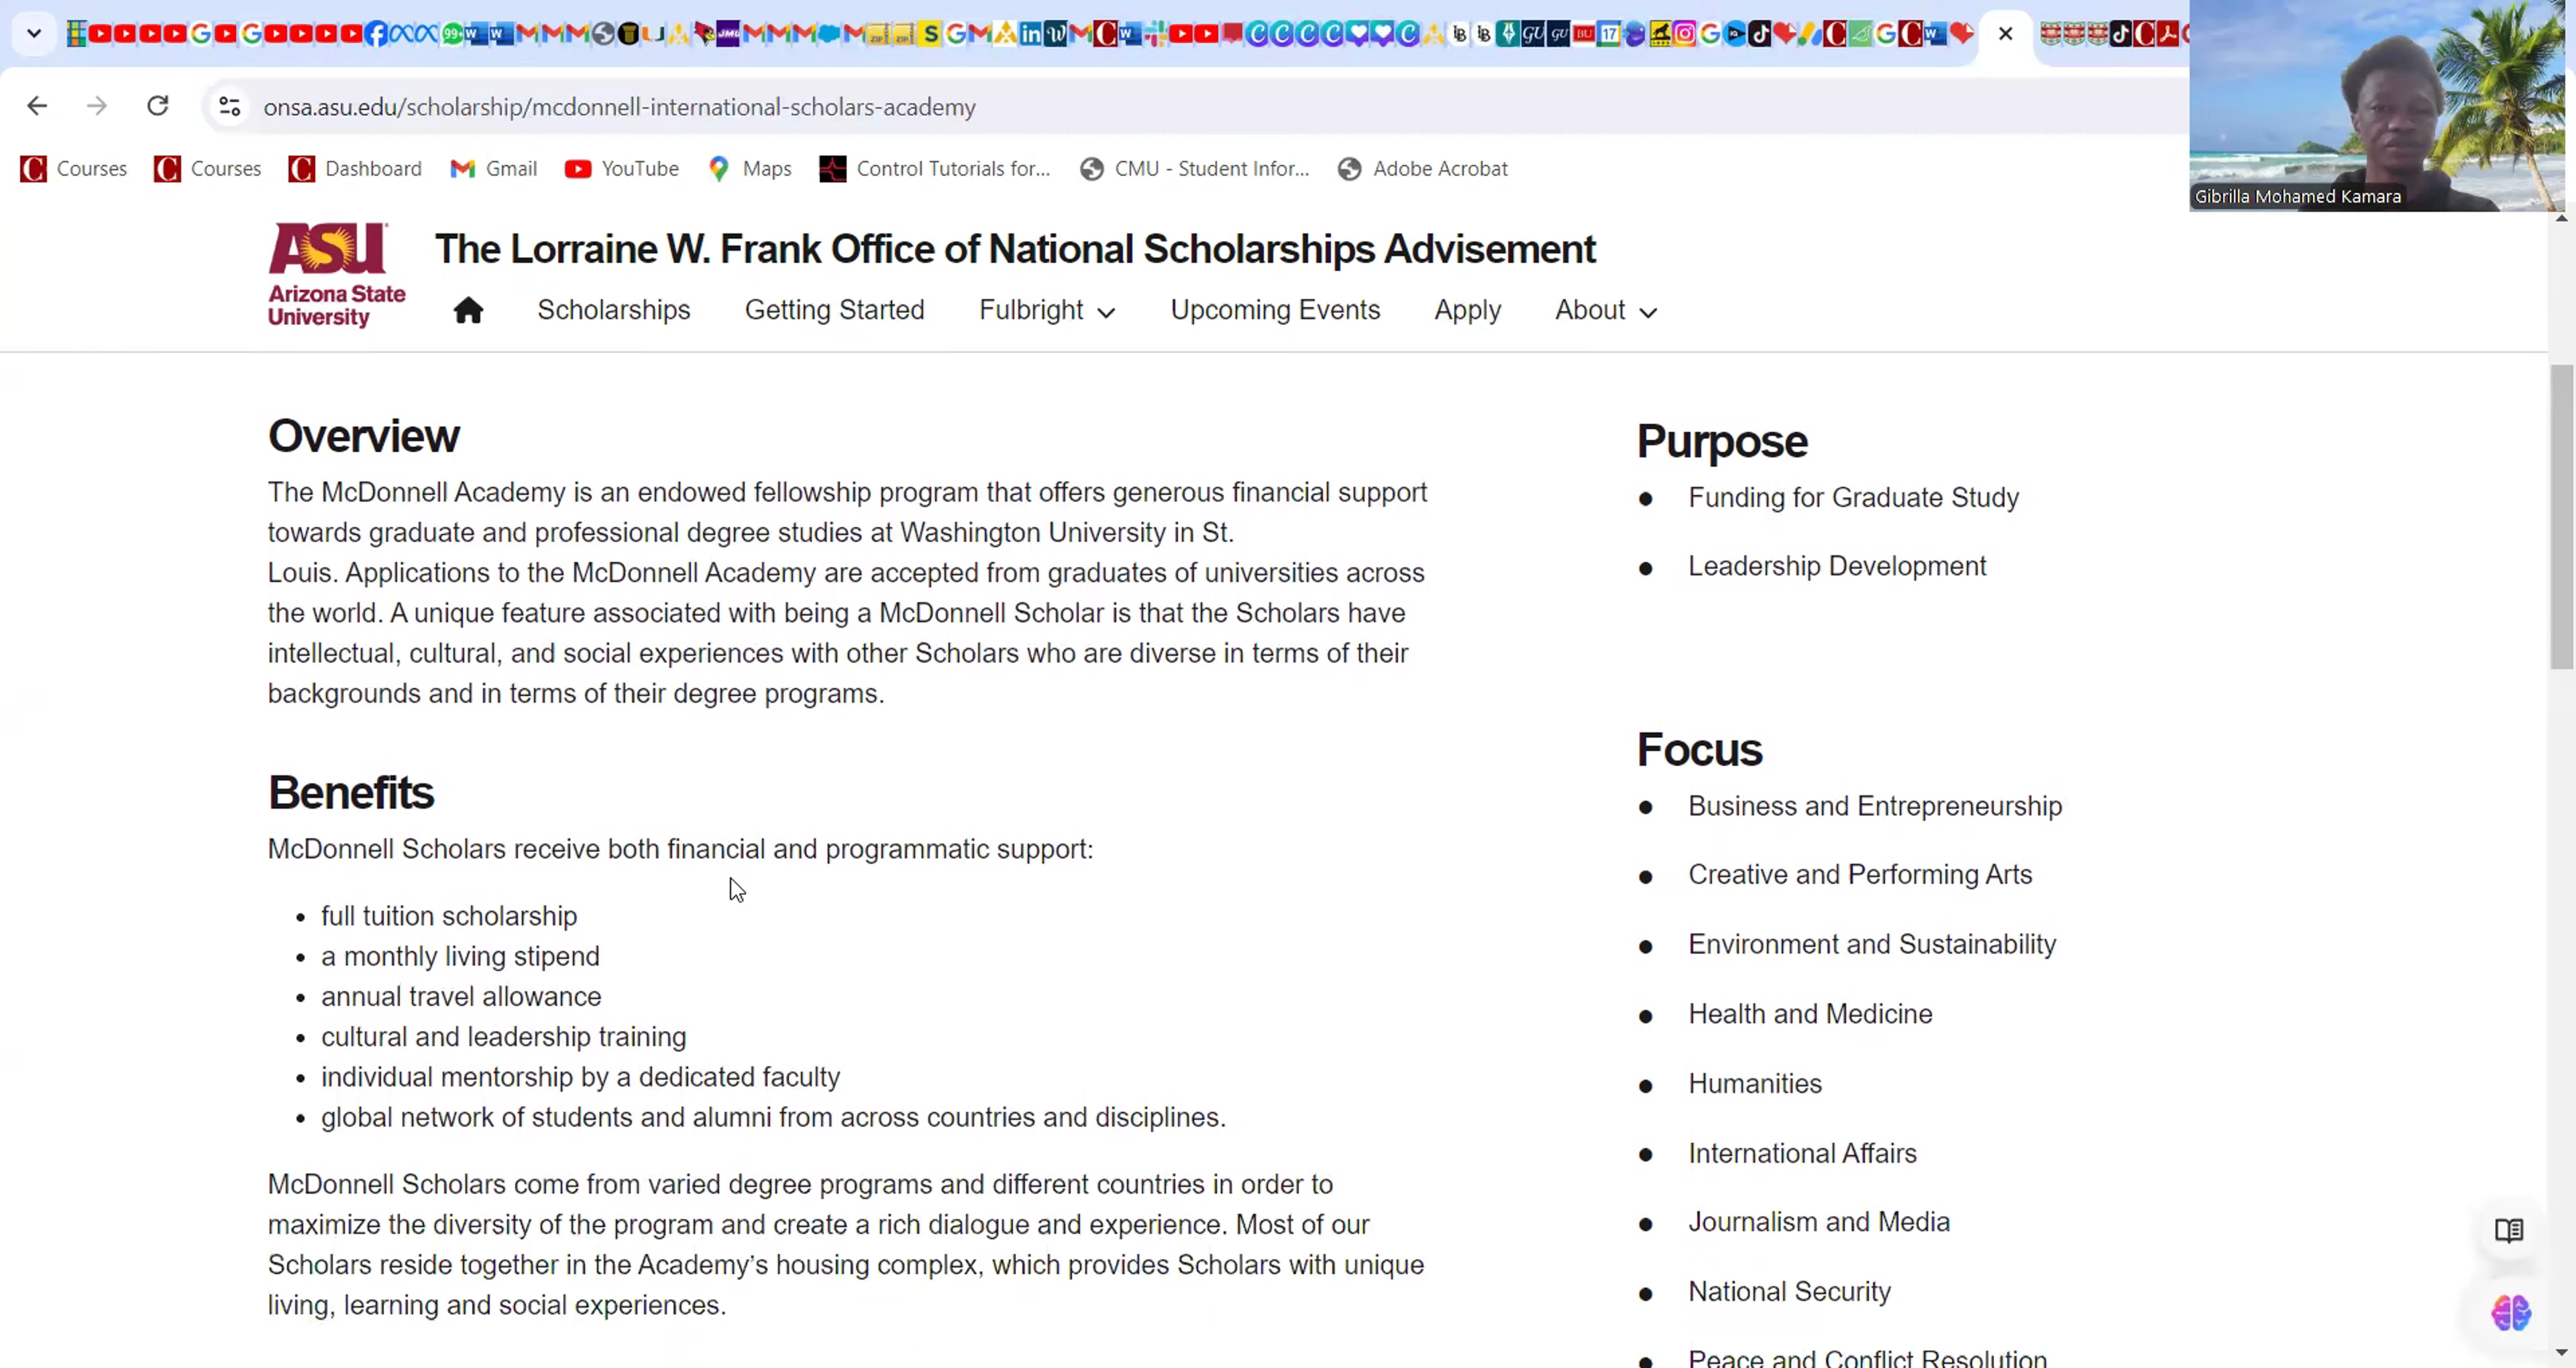 onsa.asu.edu/scholarship/mcdonnell-international-scholars-academy
Courses
Courses
Dashboard
Gmail
YouTube
Maps
Control Tutorials for...
CMU - Student Infor...
Adobe Acrobat
Gibrilla Mohamed Kamara
ASU
Arizona State
University
The Lorraine W. Frank Office of National Scholarships Advisement
Scholarships
Getting Started
Fulbright
Upcoming Events
Apply
About
Overview
The McDonnell Academy is an endowed fellowship program that offers generous financial support
towards graduate and professional degree studies at Washington University in St.
Louis. Applications to the McDonnell Academy are accepted from graduates of universities across
the world. A unique feature associated with being a McDonnell Scholar is that the Scholars have
intellectual, cultural, and social experiences with other Scholars who are diverse in terms of their
backgrounds and in terms of their degree programs.
Benefits
McDonnell Scholars receive both financial and programmatic support:
• full tuition scholarship
• a monthly living stipend
• annual travel allowance
• cultural and leadership training
• individual mentorship by a dedicated faculty
• global network of students and alumni from across countries and disciplines.
McDonnell Scholars come from varied degree programs and different countries in order to
maximize the diversity of the program and create a rich dialogue and experience. Most of our
Scholars reside together in the Academy’s housing complex, which provides Scholars with unique
living, learning and social experiences.
Purpose
• Funding for Graduate Study
• Leadership Development
Focus
• Business and Entrepreneurship
• Creative and Performing Arts
• Environment and Sustainability
• Health and Medicine
• Humanities
• International Affairs
• Journalism and Media
• National Security
• Peace and Conflict Resolution